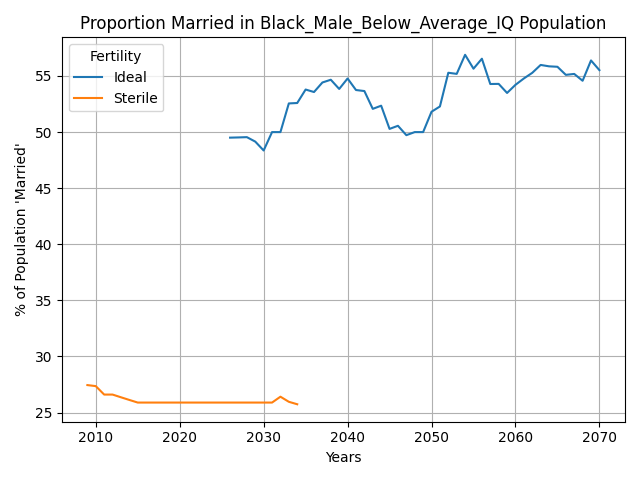 Proportion Married in Black_Male_Below_Average_IQ Population
Fertility
Ideal
Sterile
% of Population 'Married'
55
50
45
40
35
30
25
2010 2020 2030 2040 2050 2060 2070
Years